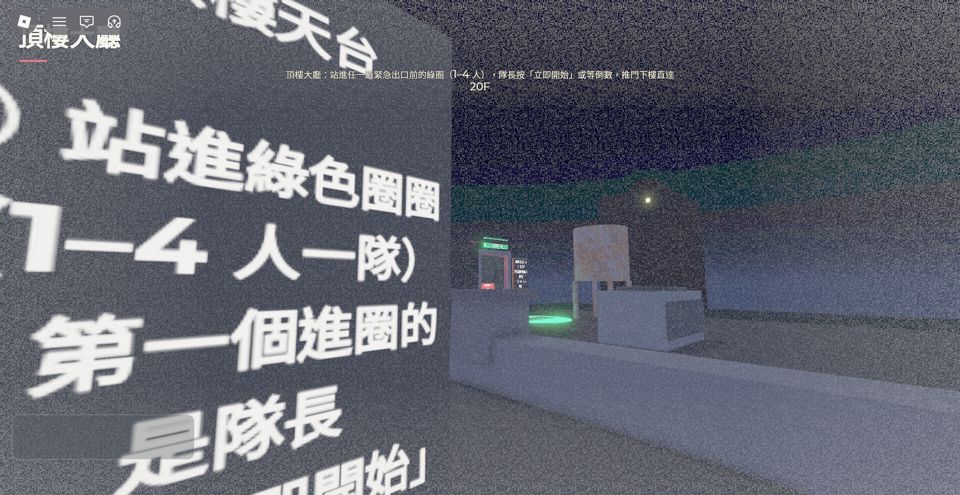 頂樓大廳
頂樓大廳：站進任一緊急出口前的綠圈（1–4 人），隊長按「立即開始」或等倒數，推門下樓直達
20F
樓天台
站進綠色圈圈
1–4 人一隊）
第一個進圈的
是隊長
即開始」